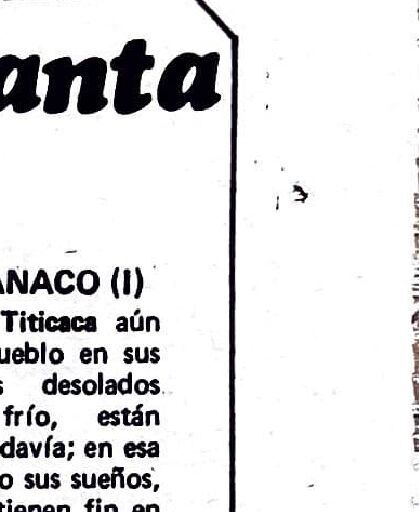 anta
ANACO (I)
Titicaca aún
ueblo en sus
s desolados
frío, están
davía; en esa
o sus sueños,
tienen fin en